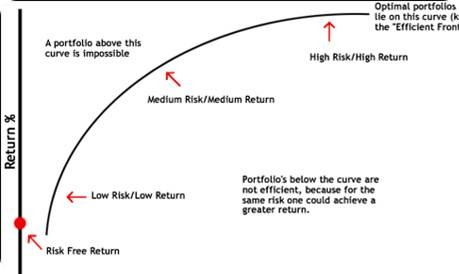 Optimal portfolios
lie on this curve (k
the "Efficient Front
A portfolio above this
curve is impossible
High Risk/High Return
Medium Risk/Medium Return
Return %
Portfolio's below the curve are
not efficient, because for the
same risk one could achieve a
greater return.
Low Risk/Low Return
Risk Free Return